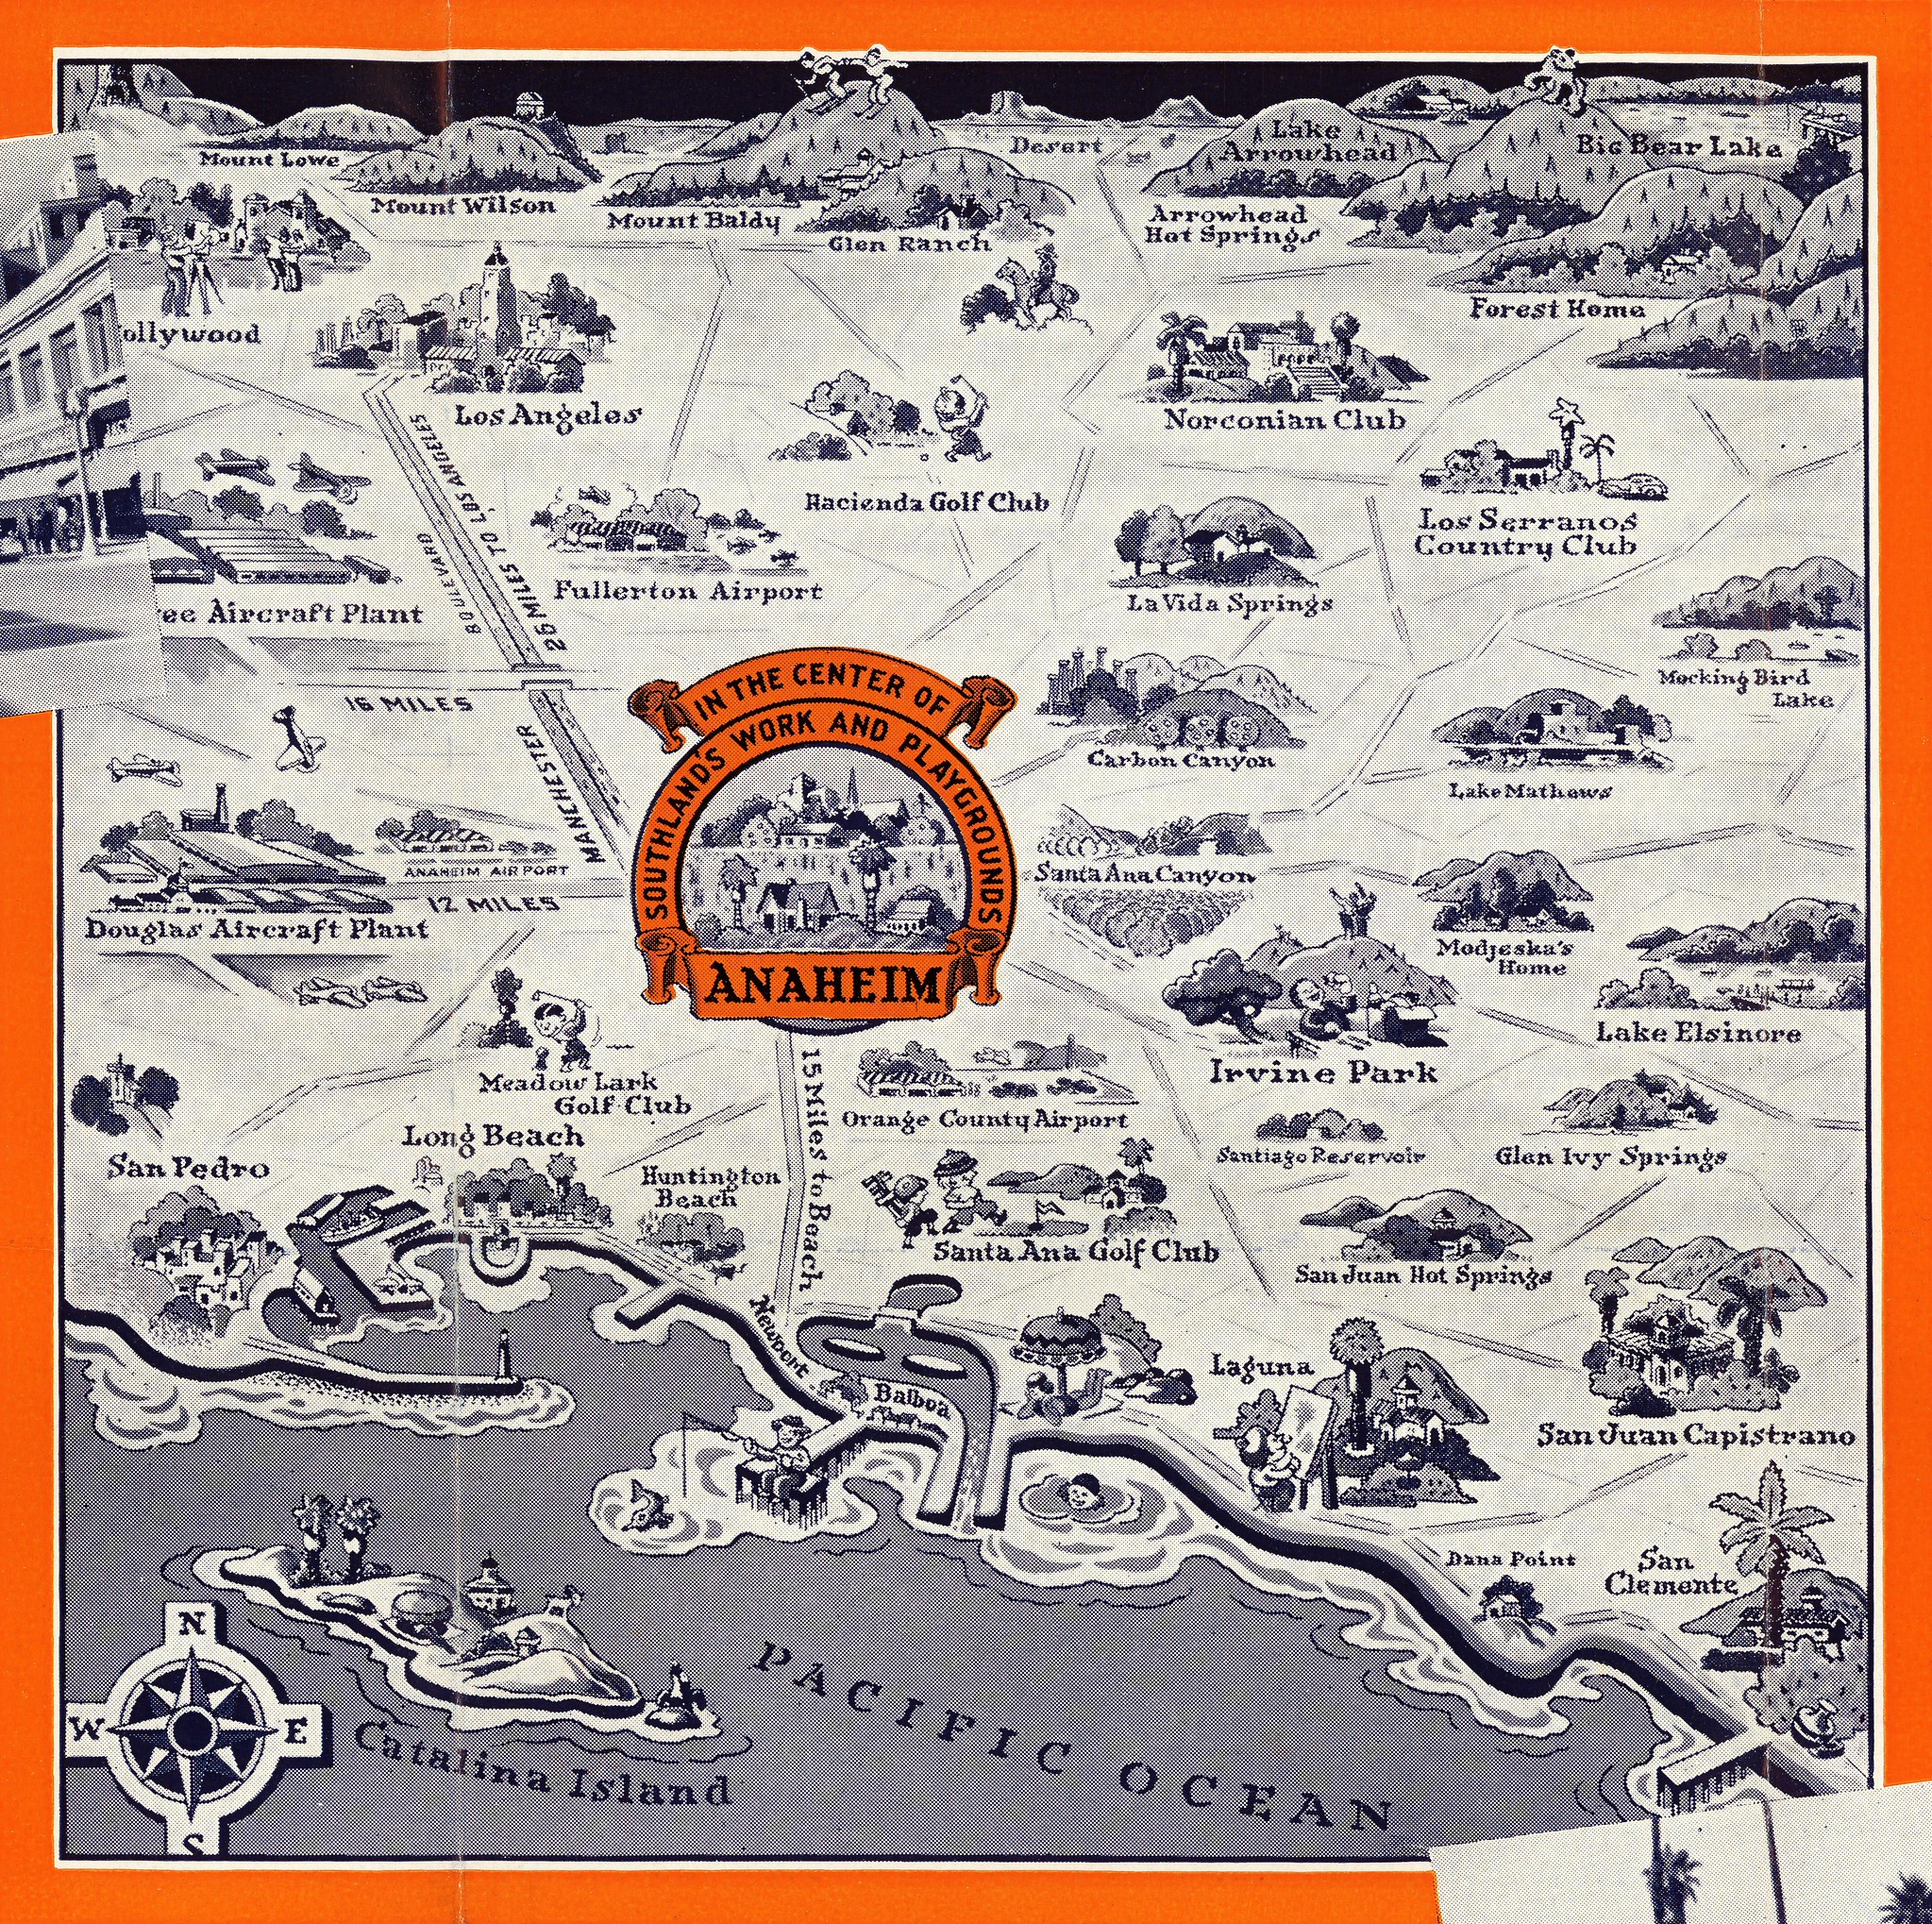 Mount Lowe
Mount Wilson
Mount Baldy
Glen Ranch
Desert
Lake
Arrowhead
Big Bear Lake
Arrowhead
Hot Springs
Forest Home
ollywood
Los Angeles
Norconian Club
Hacienda Golf Club
Los Serranos
Country Club
BOULEVARD
26 MILES TO LOS ANGELES
Fullerton Airport
La Vida Springs
ee Aircraft Plant
Mocking Bird
Lake
16 MILES
MANCHESTER
IN THE CENTER OF
SOUTHLAND'S WORK AND PLAYGROUNDS
ANAHEIM
Carbon Canyon
Lake Mathews
ANAHEIM AIRPORT
12 MILES
Douglas Aircraft Plant
Santa Ana Canyon
Modjeska's
Home
Lake Elsinore
Irvine Park
Meadow Lark
Golf Club
15 Miles to Beach
Orange County Airport
Santiago Reservoir
Glen Ivy Springs
San Pedro
Long Beach
Huntington
Beach
Santa Ana Golf Club
San Juan Hot Springs
Newport
Balboa
Laguna
San Juan Capistrano
Dana Point
San
Clemente
Catalina Island
PACIFIC OCEAN
N
W
E
S